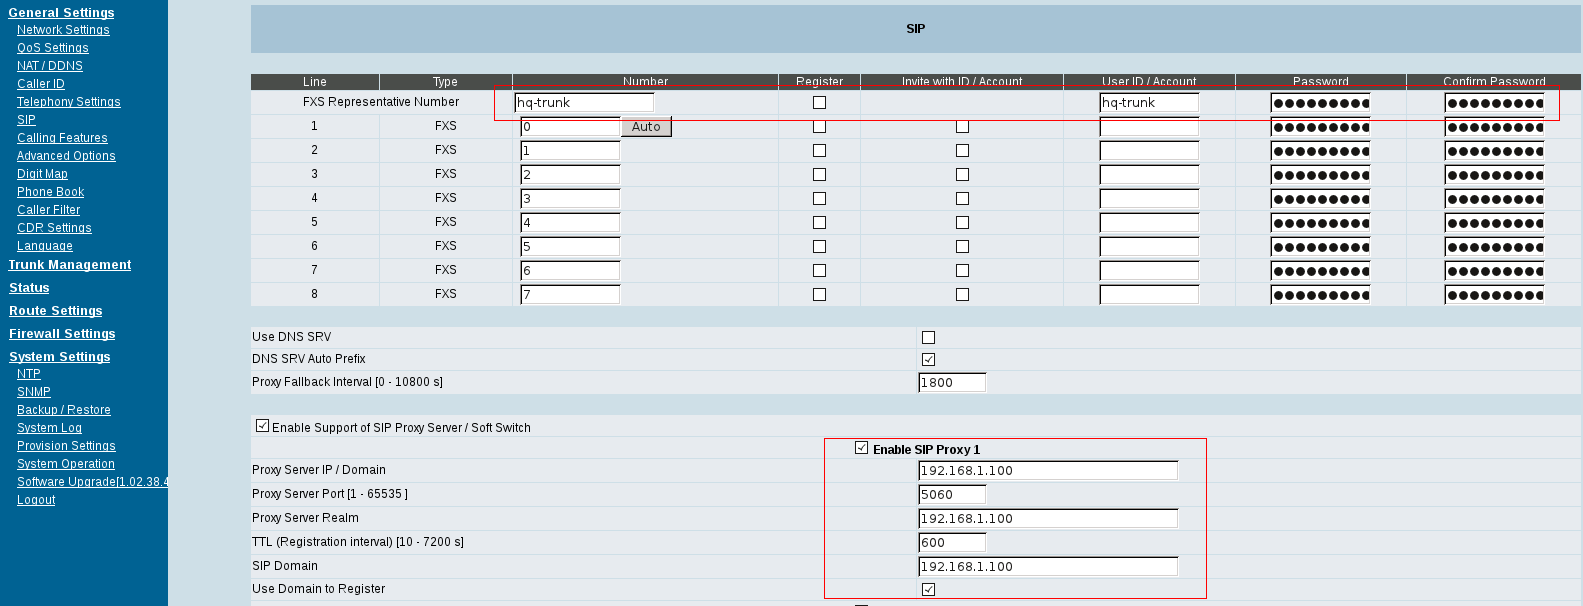 General Settings
Network Settings
QoS Settings
NAT / DDNS
Caller ID
Telephony Settings
SIP
Calling Features
Advanced Options
Digit Map
Phone Book
Caller Filter
CDR Settings
Language
Trunk Management
Status
Route Settings
Firewall Settings
System Settings
NTP
SNMP
Backup / Restore
System Log
Provision Settings
System Operation
Software Upgrade[1.02.38.4
Logout
SIP
Line Type Number Register Invite with ID / Account User ID / Account Password Confirm Password
FXS Representative Number hq-trunk hq-trunk ●●●●●●●●● ●●●●●●●●●
1 FXS 0 Auto ●●●●●●●●● ●●●●●●●●●
2 FXS 1 ●●●●●●●●● ●●●●●●●●●
3 FXS 2 ●●●●●●●●● ●●●●●●●●●
4 FXS 3 ●●●●●●●●● ●●●●●●●●●
5 FXS 4 ●●●●●●●●● ●●●●●●●●●
6 FXS 5 ●●●●●●●●● ●●●●●●●●●
7 FXS 6 ●●●●●●●●● ●●●●●●●●●
8 FXS 7 ●●●●●●●●● ●●●●●●●●●
Use DNS SRV
DNS SRV Auto Prefix
Proxy Fallback Interval [0 - 10800 s] 1800
Enable Support of SIP Proxy Server / Soft Switch
Enable SIP Proxy 1
Proxy Server IP / Domain 192.168.1.100
Proxy Server Port [1 - 65535 ] 5060
Proxy Server Realm 192.168.1.100
TTL (Registration interval) [10 - 7200 s] 600
SIP Domain 192.168.1.100
Use Domain to Register